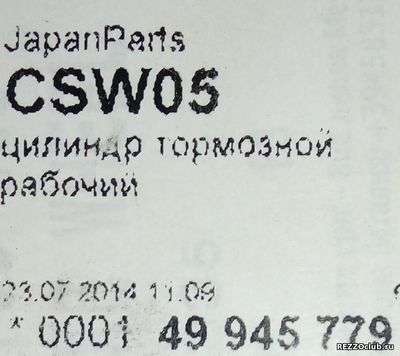 JapanParts
CSW05
цилиндр тормозной
рабочий
23.07.2014 11:09
* 0001 49 945 779
REZZOclub.ru